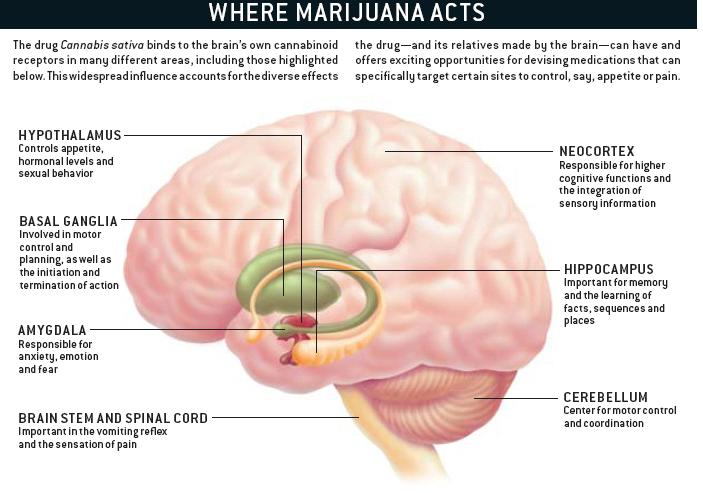 WHERE MARIJUANA ACTS
The drug Cannabis sativa binds to the brain's own cannabinoid
receptors in many different areas, including those highlighted
below. This widespread influence accounts for the diverse effects
the drug—and its relatives made by the brain—can have and
offers exciting opportunities for devising medications that can
specifically target certain sites to control, say, appetite or pain.
HYPOTHALAMUS
Controls appetite,
hormonal levels and
sexual behavior
BASAL GANGLIA
Involved in motor
control and
planning, as well as
the initiation and
termination of action
AMYGDALA
Responsible for
anxiety, emotion
and fear
BRAIN STEM AND SPINAL CORD
Important in the vomiting reflex
and the sensation of pain
NEOCORTEX
Responsible for higher
cognitive functions and
the integration of
sensory information
HIPPOCAMPUS
Important for memory
and the learning of
facts, sequences and
places
CEREBELLUM
Center for motor control
and coordination